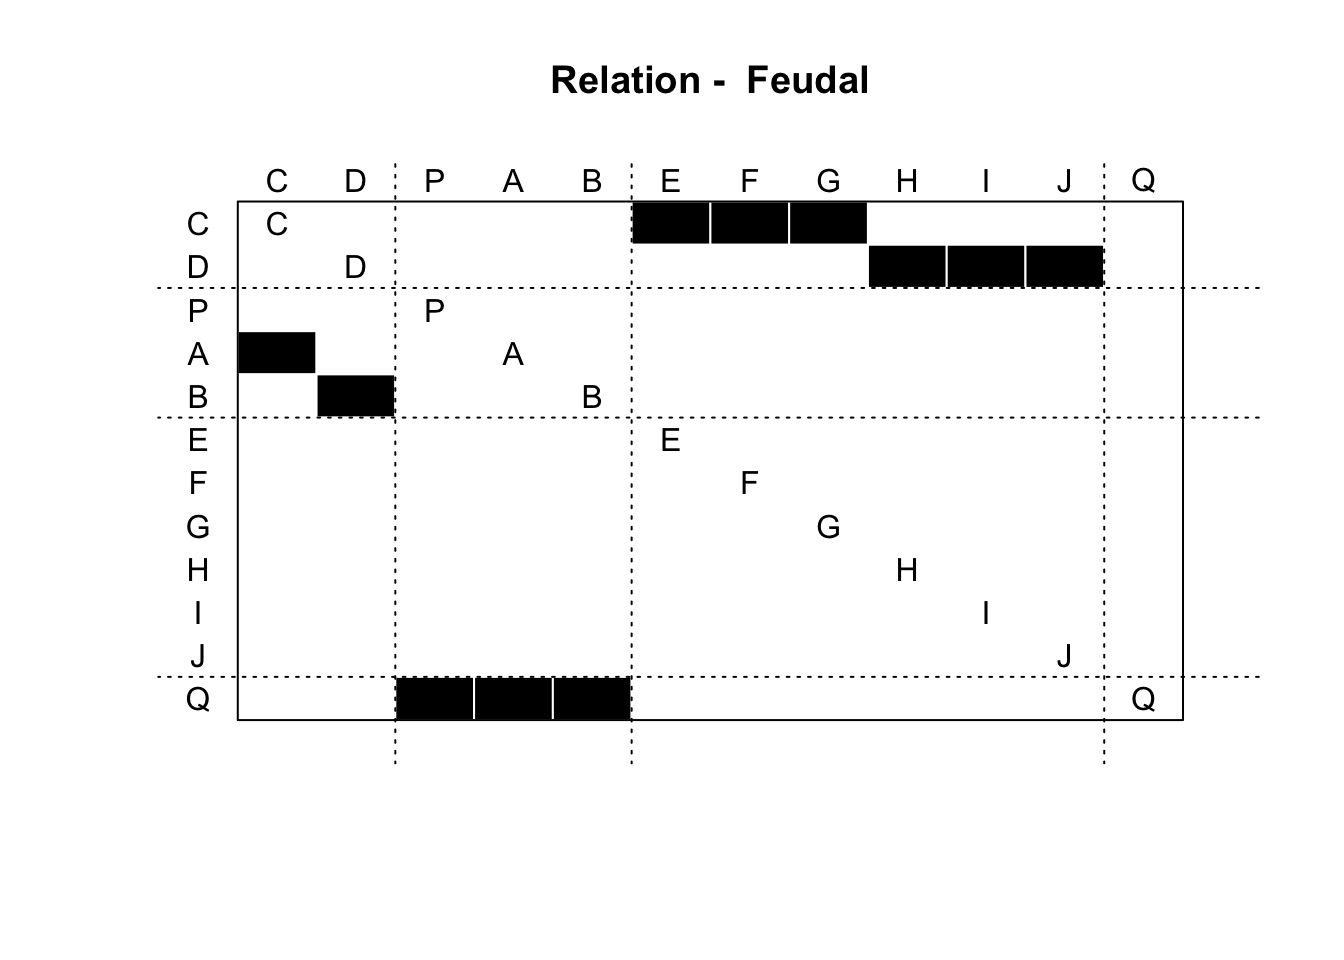 Relation -  Feudal
C D P A B E F G H I J Q
C C
D D
P P
A A
B B
E E
F F
G G
H H
I I
J J
Q Q